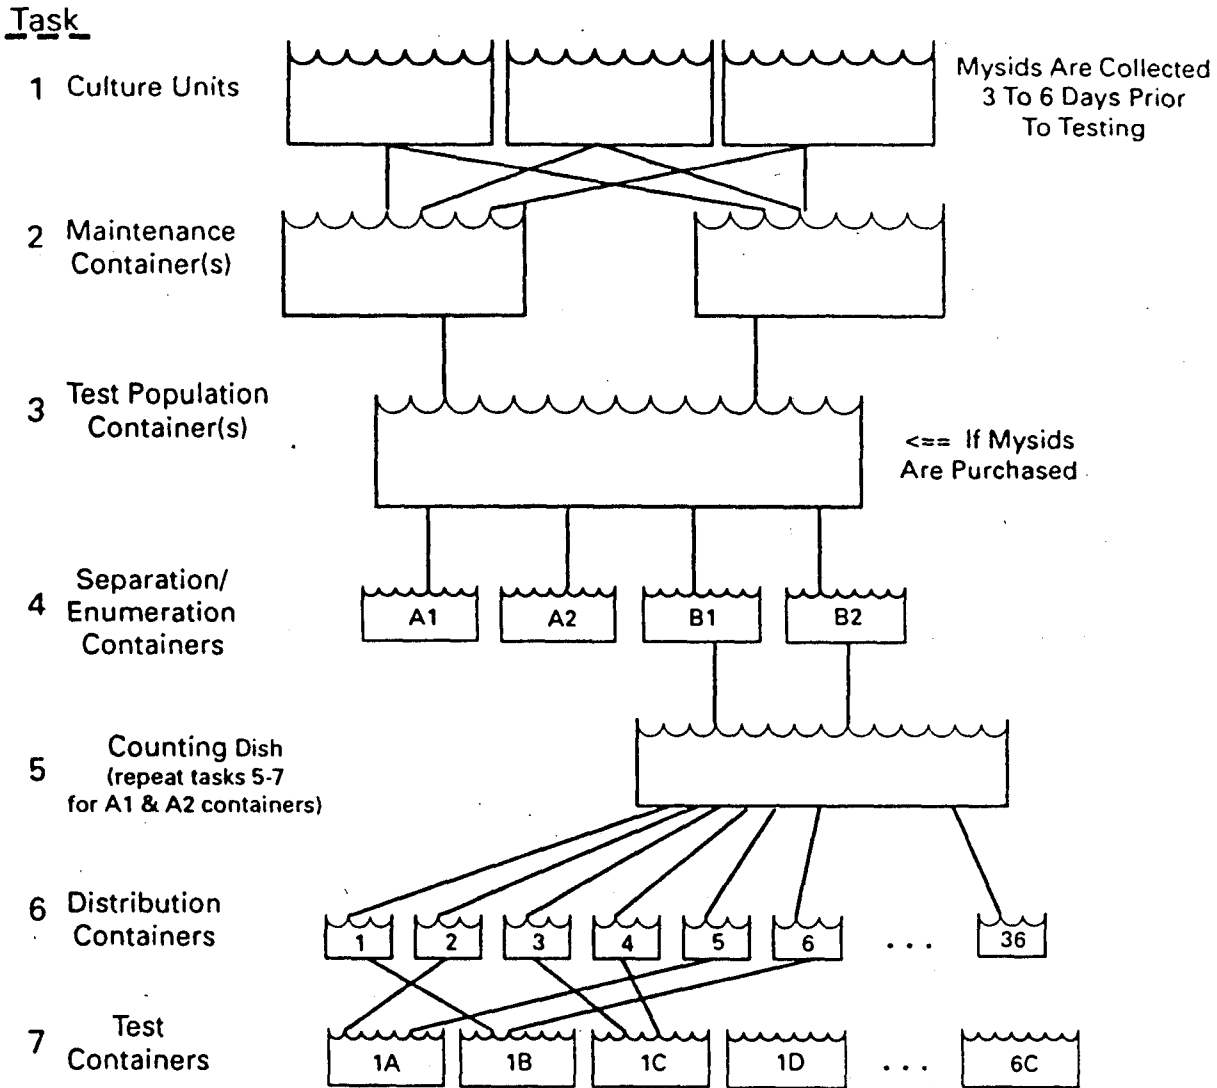 Task
1 Culture Units
Mysids Are Collected
3 To 6 Days Prior
To Testing
2 Maintenance
Container(s)
3 Test Population
Container(s)
<== If Mysids
Are Purchased
4 Separation/
Enumeration
Containers
A1 A2 B1 B2
5 Counting Dish
(repeat tasks 5-7
for A1 & A2 containers)
6 Distribution
Containers
1 2 3 4 5 6 ... 36
7 Test
Containers
1A 1B 1C 1D ... 6C